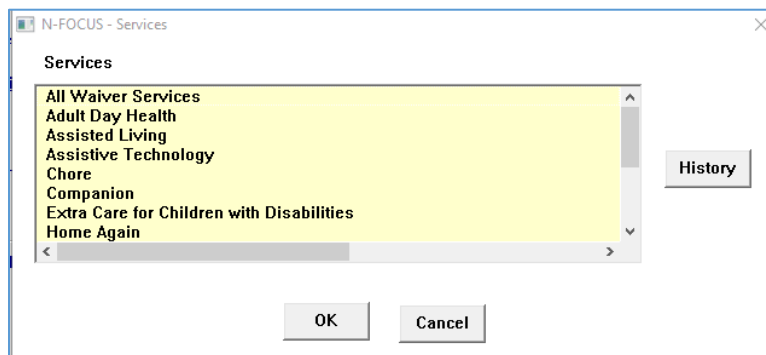 N-FOCUS - Services
Services
All Waiver Services
Adult Day Health
Assisted Living
Assistive Technology
Chore
Companion
Extra Care for Children with Disabilities
Home Again
History
OK
Cancel